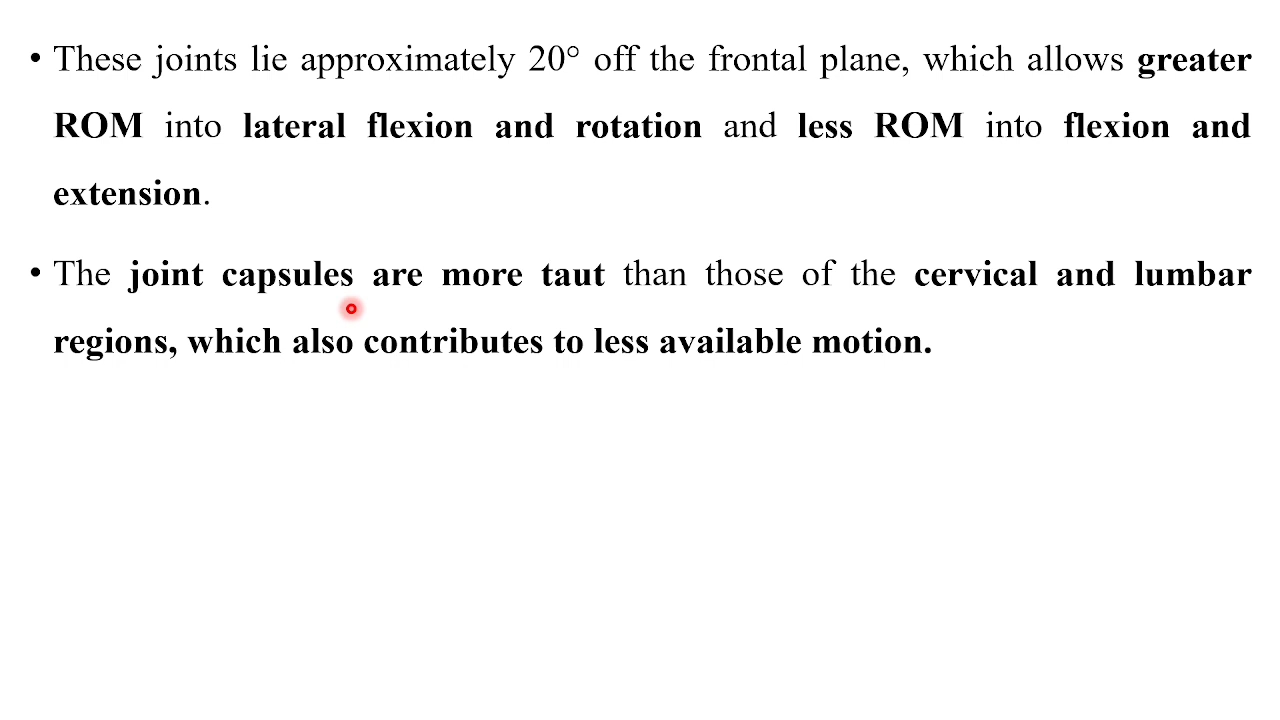 • These joints lie approximately 20° off the frontal plane, which allows greater
ROM into lateral flexion and rotation and less ROM into flexion and
extension.
• The joint capsules are more taut than those of the cervical and lumbar
regions, which also contributes to less available motion.